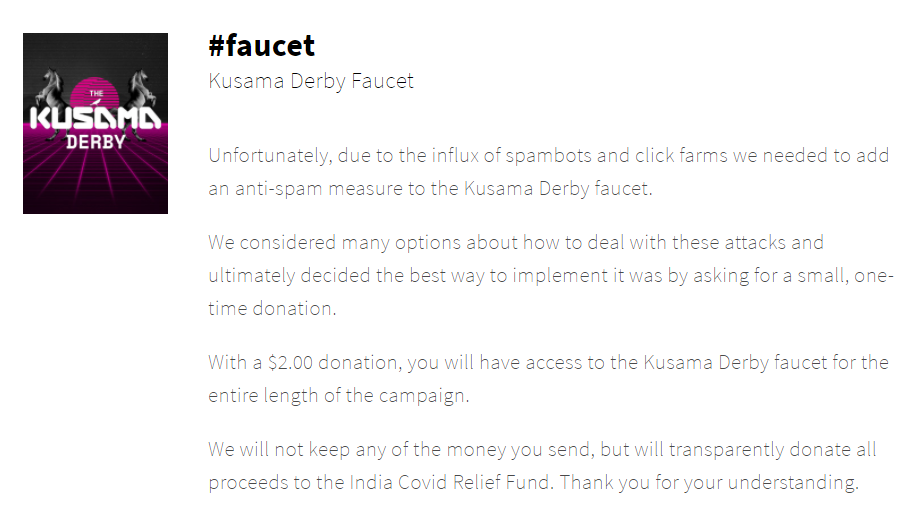 #faucet
Kusama Derby Faucet
THE
KUSAMA
DERBY
Unfortunately, due to the influx of spambots and click farms we needed to add
an anti-spam measure to the Kusama Derby faucet.
We considered many options about how to deal with these attacks and
ultimately decided the best way to implement it was by asking for a small, one-
time donation.
With a $2.00 donation, you will have access to the Kusama Derby faucet for the
entire length of the campaign.
We will not keep any of the money you send, but will transparently donate all
proceeds to the India Covid Relief Fund. Thank you for your understanding.